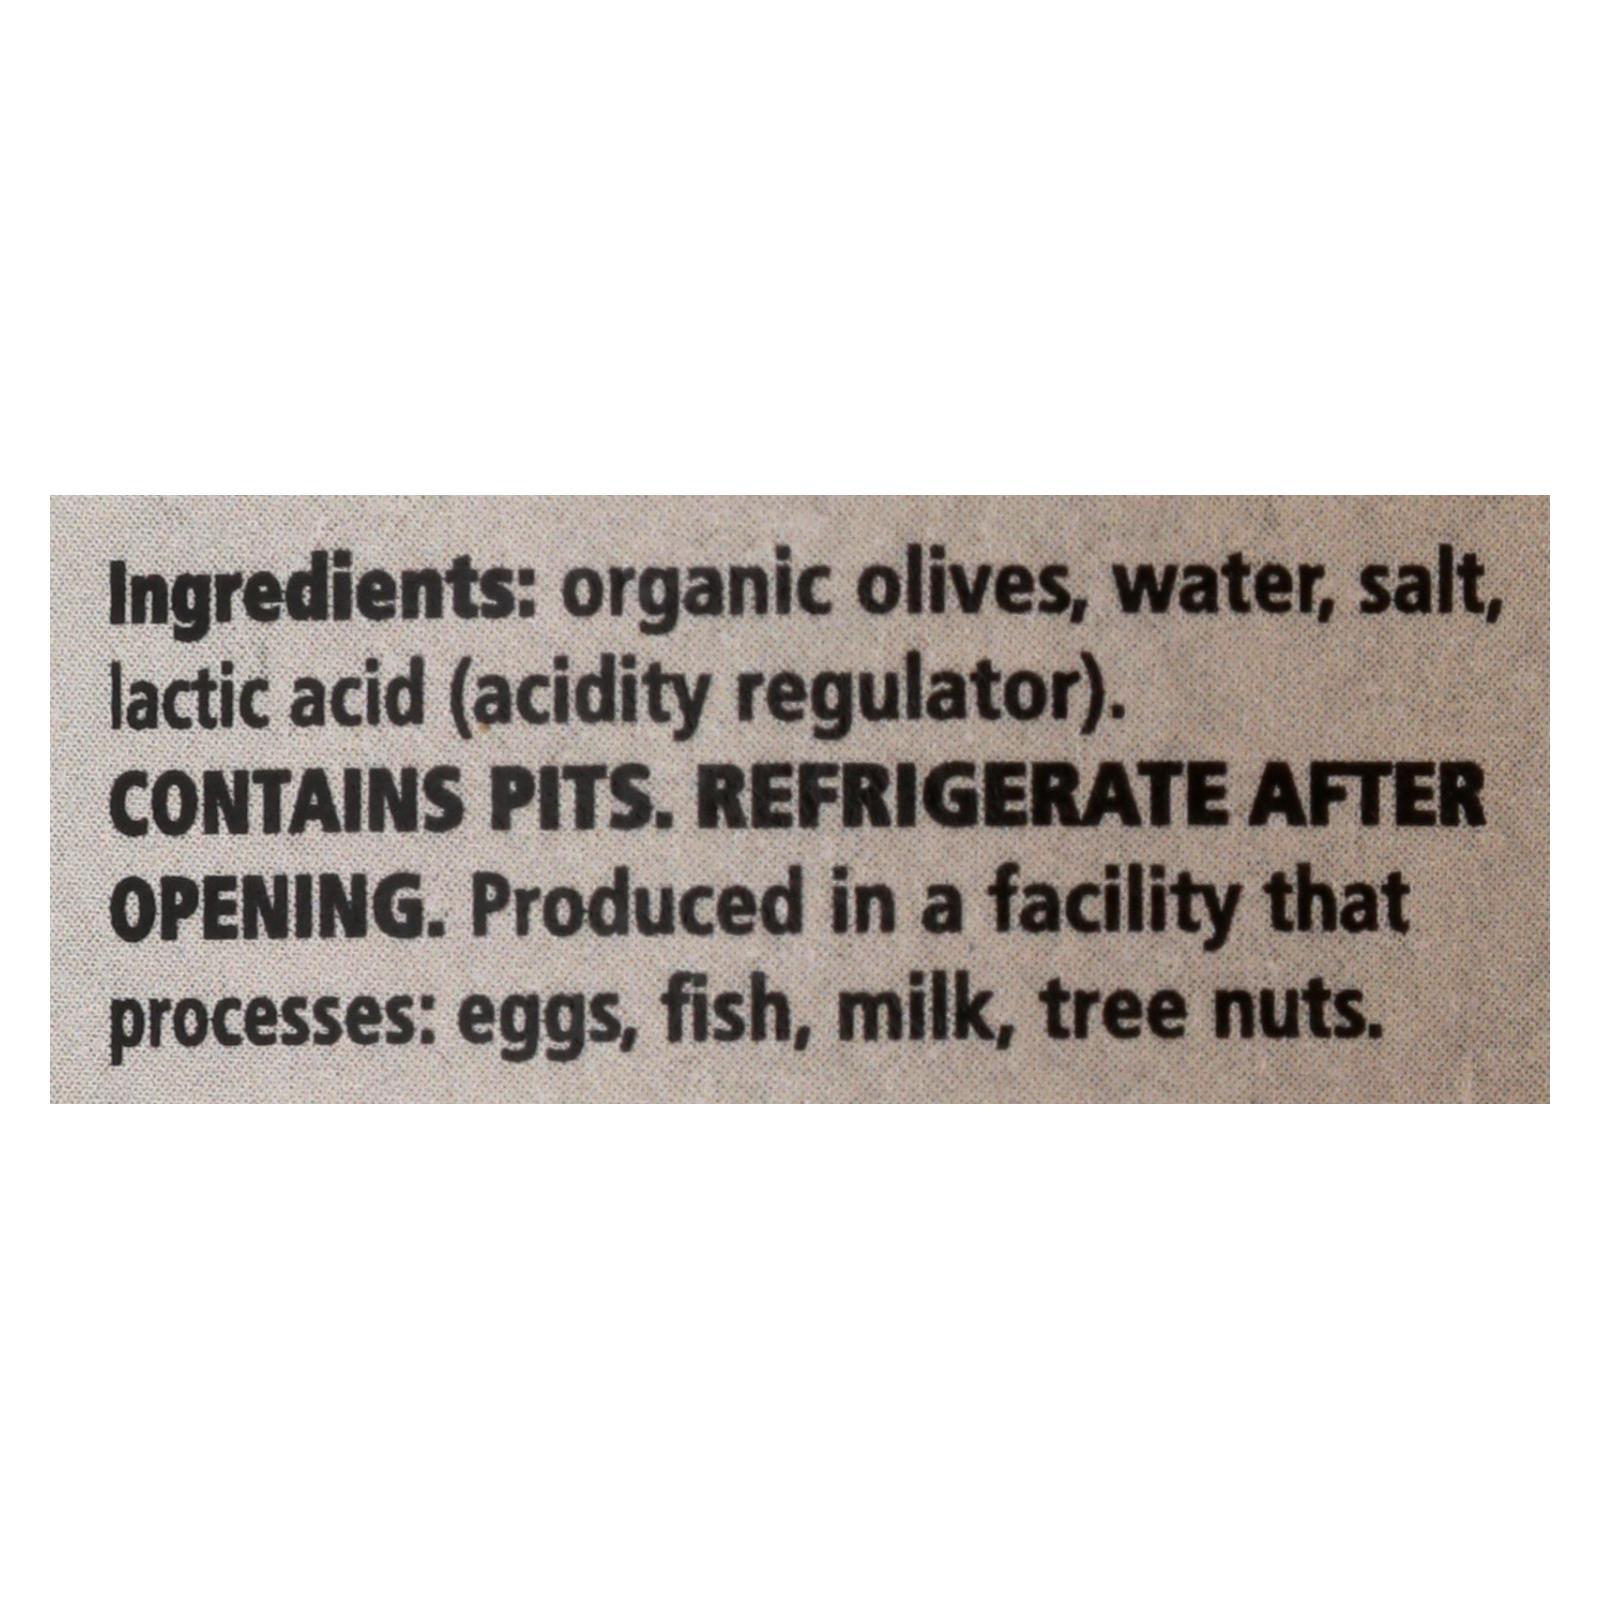 Ingredients: organic olives, water, salt,
lactic acid (acidity regulator).
CONTAINS PITS. REFRIGERATE AFTER
OPENING. Produced in a facility that
processes: eggs, fish, milk, tree nuts.